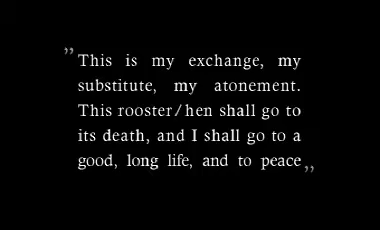 ”This is my exchange, my
substitute, my atonement.
This rooster/hen shall go to
its death, and I shall go to a
good, long life, and to peace„